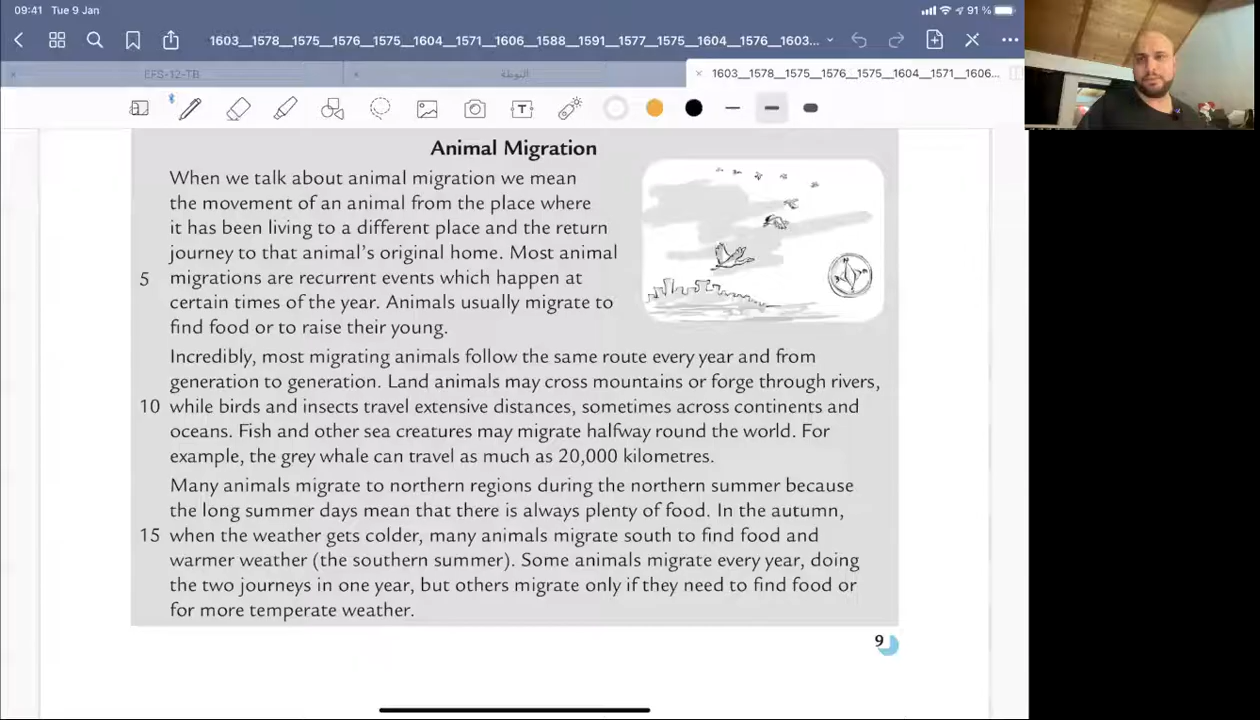 09:41 Tue 9 Jan
91 %
1603__1578__1575__1576__1575__1604__1571__1606__1588__1591__1577__1575__1604__1576__1603...
EFS-12-TB
النوطة
1603__1578__1575__1576__1575__1604__1571__1606...
Animal Migration
When we talk about animal migration we mean
the movement of an animal from the place where
it has been living to a different place and the return
journey to that animal's original home. Most animal
5 migrations are recurrent events which happen at
certain times of the year. Animals usually migrate to
find food or to raise their young.
Incredibly, most migrating animals follow the same route every year and from
generation to generation. Land animals may cross mountains or forge through rivers,
10 while birds and insects travel extensive distances, sometimes across continents and
oceans. Fish and other sea creatures may migrate halfway round the world. For
example, the grey whale can travel as much as 20,000 kilometres.
Many animals migrate to northern regions during the northern summer because
the long summer days mean that there is always plenty of food. In the autumn,
15 when the weather gets colder, many animals migrate south to find food and
warmer weather (the southern summer). Some animals migrate every year, doing
the two journeys in one year, but others migrate only if they need to find food or
for more temperate weather.
9